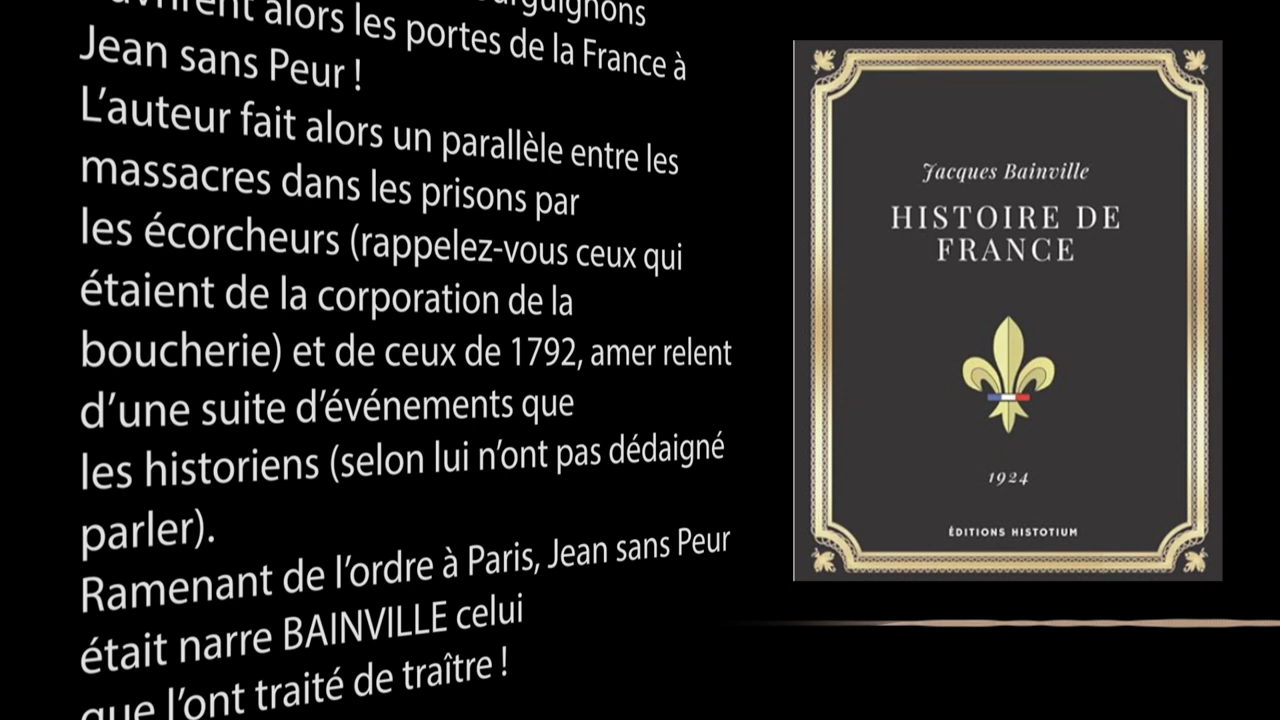 alors les portes de la France à
Jean sans Peur !
L'auteur fait alors un parallèle entre les
massacres dans les prisons par
les écorcheurs (rappelez-vous ceux qui
étaient de la corporation de la
boucherie) et de ceux de 1792, amer relent
d'une suite d'événements que
les historiens (selon lui n'ont pas dédaigné
parler).
Ramenant de l'ordre à Paris, Jean sans Peur
était narre BAINVILLE celui
que l'ont traité de traître !
Jacques Bainville
HISTOIRE DE
FRANCE
1924
ÉDITIONS HISTOTIUM